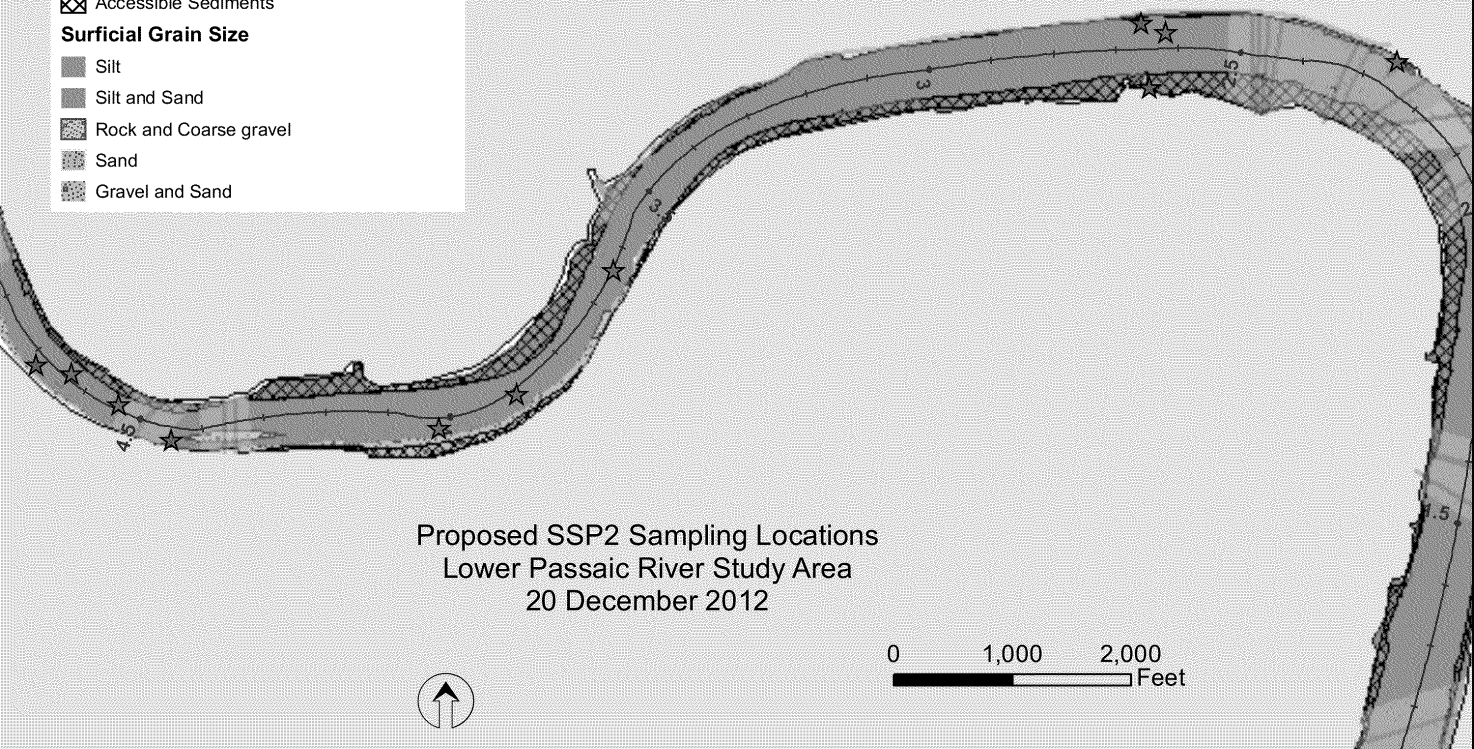 Accessible Sediments
Surficial Grain Size
Silt
Silt and Sand
Rock and Coarse gravel
Sand
Gravel and Sand
.5
3
3.
2
4.5
1.5
Proposed SSP2 Sampling Locations
Lower Passaic River Study Area
20 December 2012
0 1,000 2,000
Feet